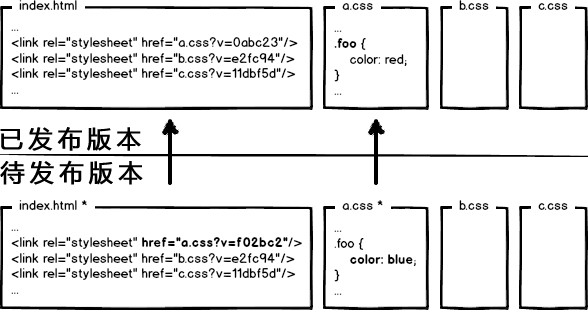 index.html
...
<link rel="stylesheet" href="a.css?v=0abc23"/>
<link rel="stylesheet" href="b.css?v=e2fc94"/>
<link rel="stylesheet" href="c.css?v=11dbf5d"/>
...
a.css
...
.foo {
color: red;
}
...
b.css
c.css
已发布版本
待发布版本
index.html *
...
<link rel="stylesheet" href="a.css?v=f02bc2"/>
<link rel="stylesheet" href="b.css?v=e2fc94"/>
<link rel="stylesheet" href="c.css?v=11dbf5d"/>
...
a.css *
...
.foo {
color: blue;
}
...
b.css
c.css